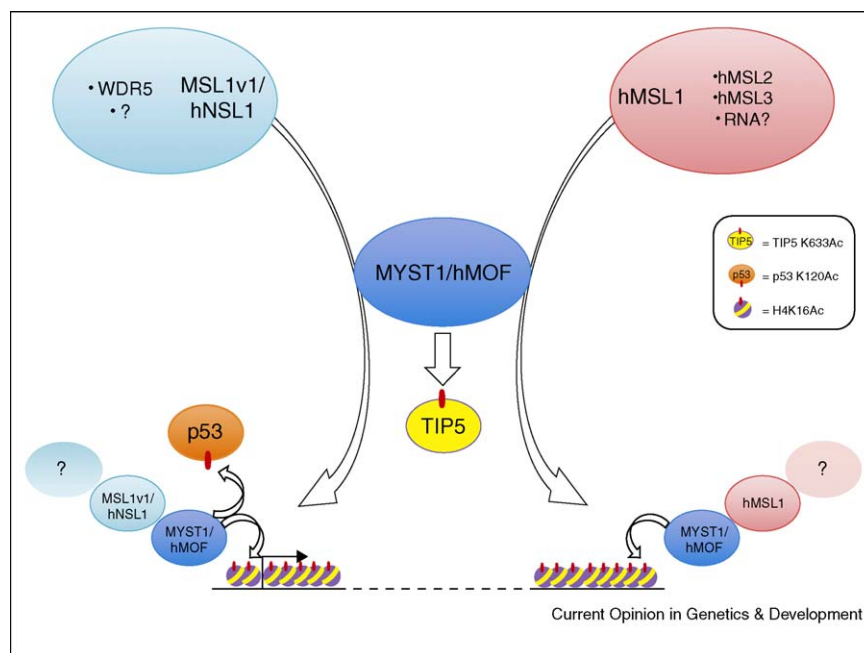 • WDR5
• ?
MSL1v1/
hNSL1
hMSL1
•hMSL2
•hMSL3
• RNA?
MYST1/hMOF
TIP5
TIP5 = TIP5 K633Ac
p53 = p53 K120Ac
= H4K16Ac
p53
?
MSL1v1/
hNSL1
MYST1/
hMOF
?
hMSL1
MYST1/
hMOF
Current Opinion in Genetics & Development